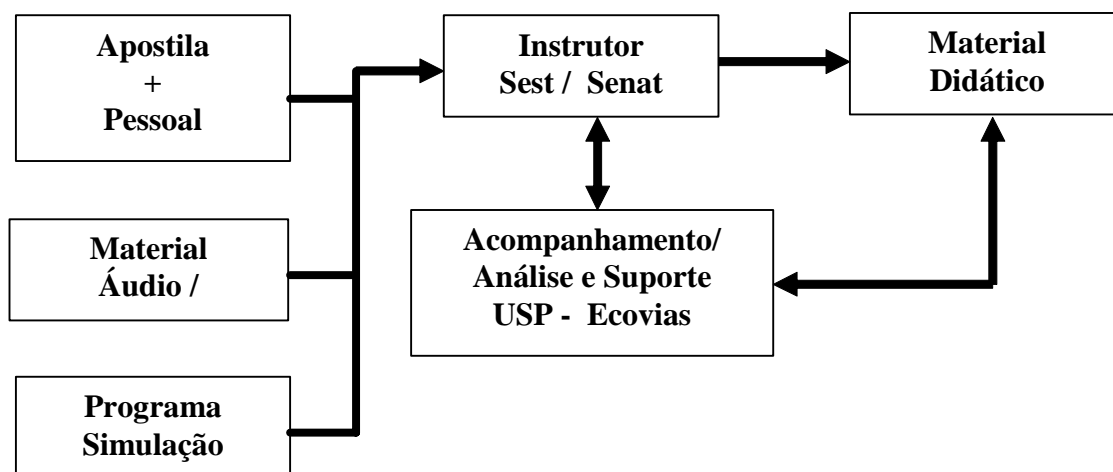 Apostila
+
Pessoal
Instrutor
Sest / Senat
Material
Didático
Material
Áudio /
Acompanhamento/
Análise e Suporte
USP - Ecovias
Programa
Simulação